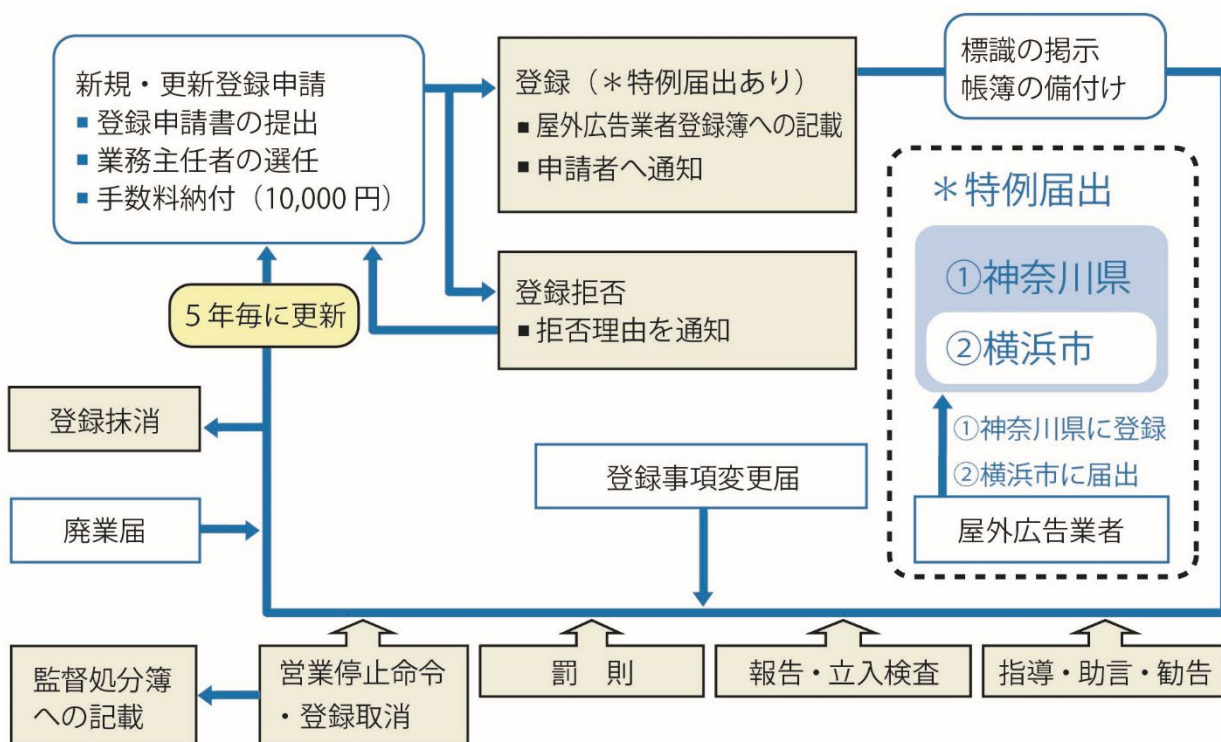 新規・更新登録申請
▪ 登録申請書の提出
▪ 業務主任者の選任
▪ 手数料納付（10,000 円）
登録（＊特例届出あり）
▪ 屋外広告業者登録簿への記載
▪ 申請者へ通知
標識の掲示
帳簿の備付け
登録拒否
▪ 拒否理由を通知
５年毎に更新
＊特例届出
①神奈川県
②横浜市
①神奈川県に登録
②横浜市に届出
屋外広告業者
登録抹消
廃業届
登録事項変更届
監督処分簿
への記載
営業停止命令
・登録取消
罰　則
報告・立入検査
指導・助言・勧告